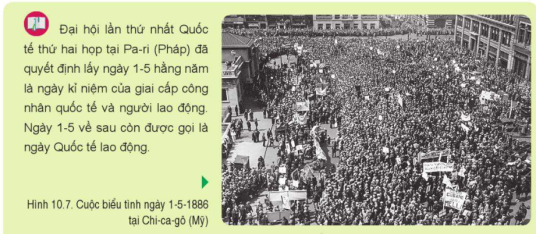 Đại hội lần thứ nhất Quốc
tế thứ hai họp tại Pa-ri (Pháp) đã
quyết định lấy ngày 1-5 hằng năm
là ngày kỉ niệm của giai cấp công
nhân quốc tế và người lao động.
Ngày 1-5 về sau còn được gọi là
ngày Quốc tế lao động.
Hình 10.7. Cuộc biểu tình ngày 1-5-1886
tại Chi-ca-gô (Mỹ)